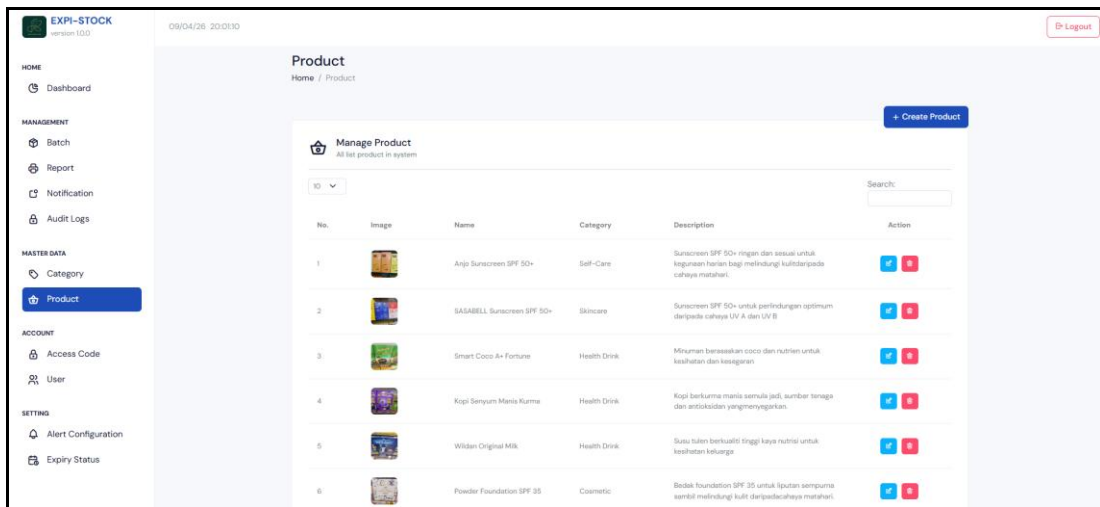 EXPI-STOCK
version 1.0.0
09/04/26 20:01:10
Logout
HOME
Dashboard
MANAGEMENT
Batch
Report
Notification
Audit Logs
MASTER DATA
Category
Product
ACCOUNT
Access Code
User
SETTING
Alert Configuration
Expiry Status
Product
Home / Product
+ Create Product
Manage Product
All list product in system
10
Search:
No. Image Name Category Description Action
1 Anjs Sunscreen SPF 50+ Self-Care Sunscreen SPF 50+ ringan dan sesuai untuk
kegunaan harian bagi melindungi kulitdaripada
cahaya matahari.
2 SASABELL Sunscreen SPF 50+ Skincare Sunscreen SPF 50+ untuk perlindungan optimum
daripada cahaya UV A dan UV B
3 Smart Coco A+ Fortune Health Drink Minuman berasaskan coco dan nutrien untuk
kesihatan dan kesegaran
4 Kopi Senyum Manis Kurma Health Drink Kopi berkurma manis semula jadi, sumber tenaga
dan antioksidan yangmenyegarkan.
5 Wildan Original Milk Health Drink Susu tulen berkualiti tinggi kaya nutrisi untuk
kesihatan keluarga
6 Powder Foundation SPF 35 Cosmetic Bedak foundation SPF 35 untuk liputan sempurna
sambil melindungi kulit daripadacahaya matahari.